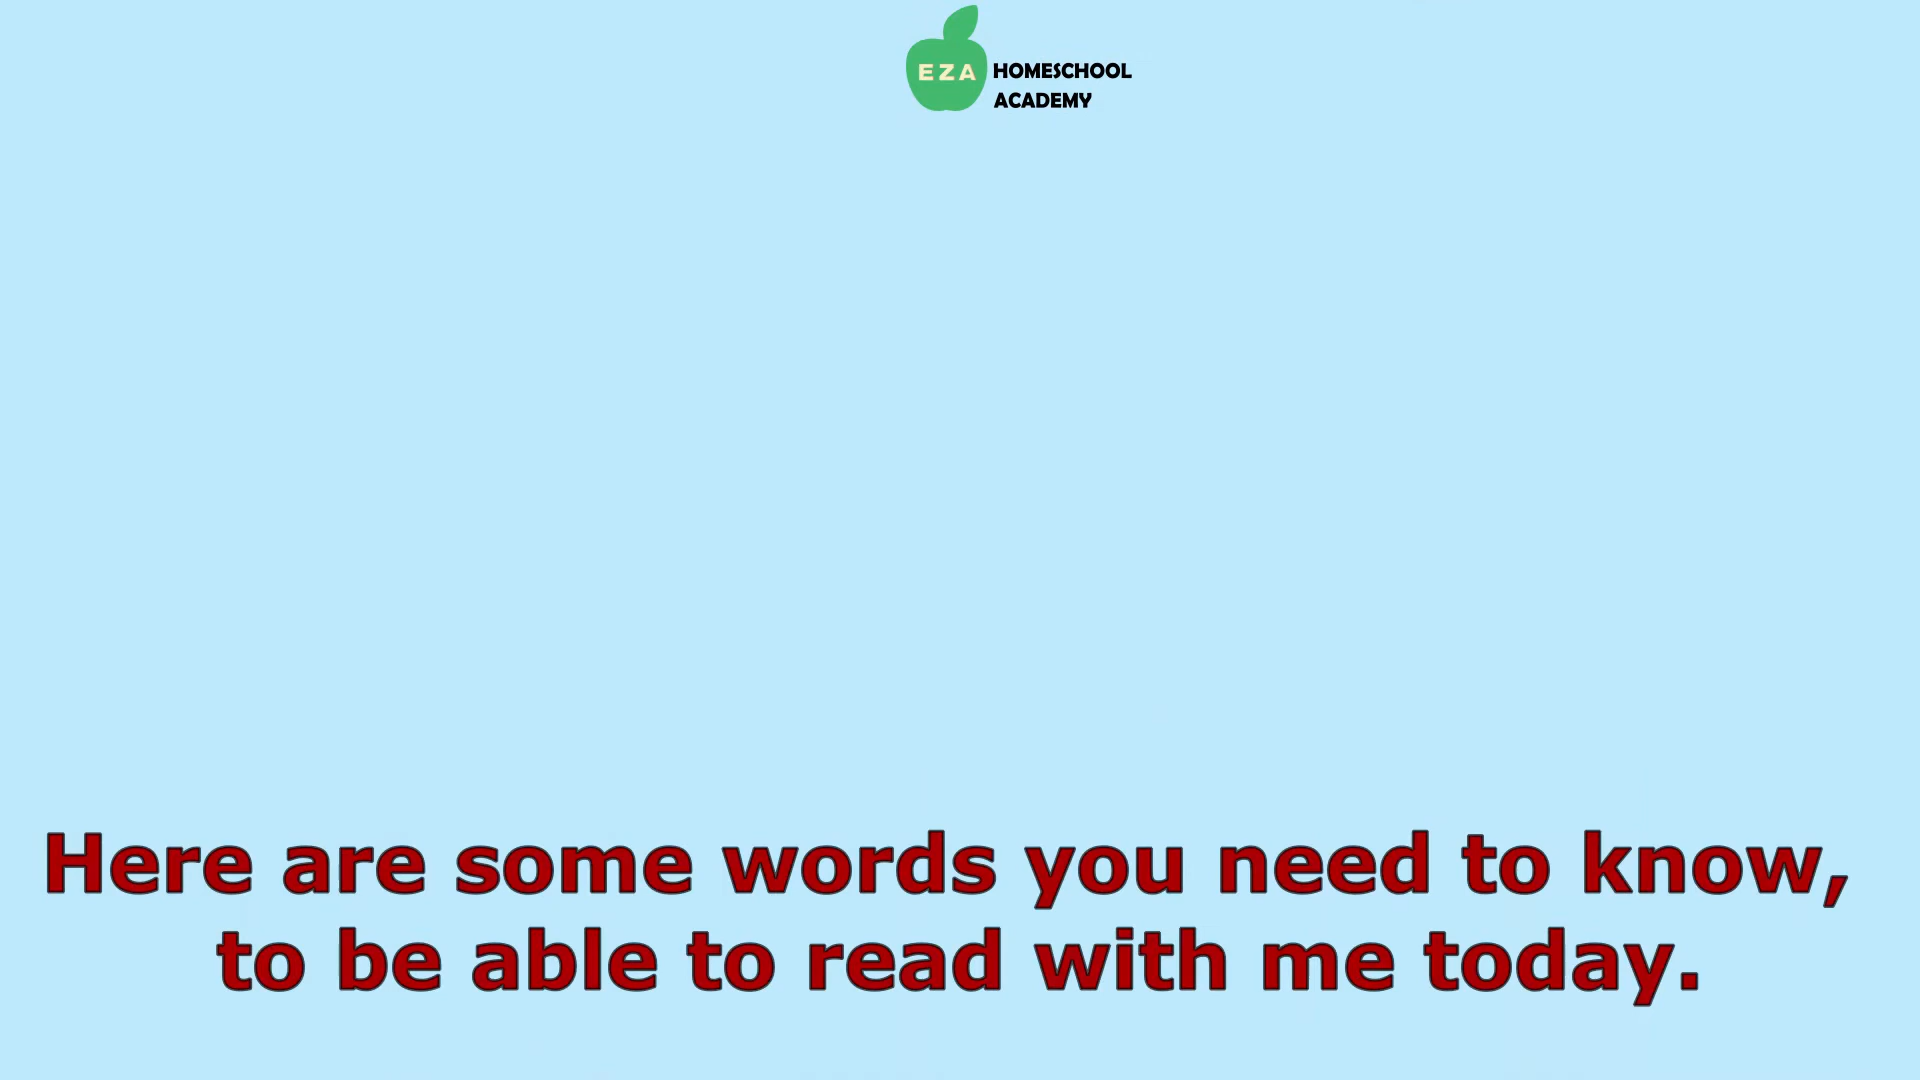 EZA HOMESCHOOL
ACADEMY
Here are some words you need to know,
to be able to read with me today.